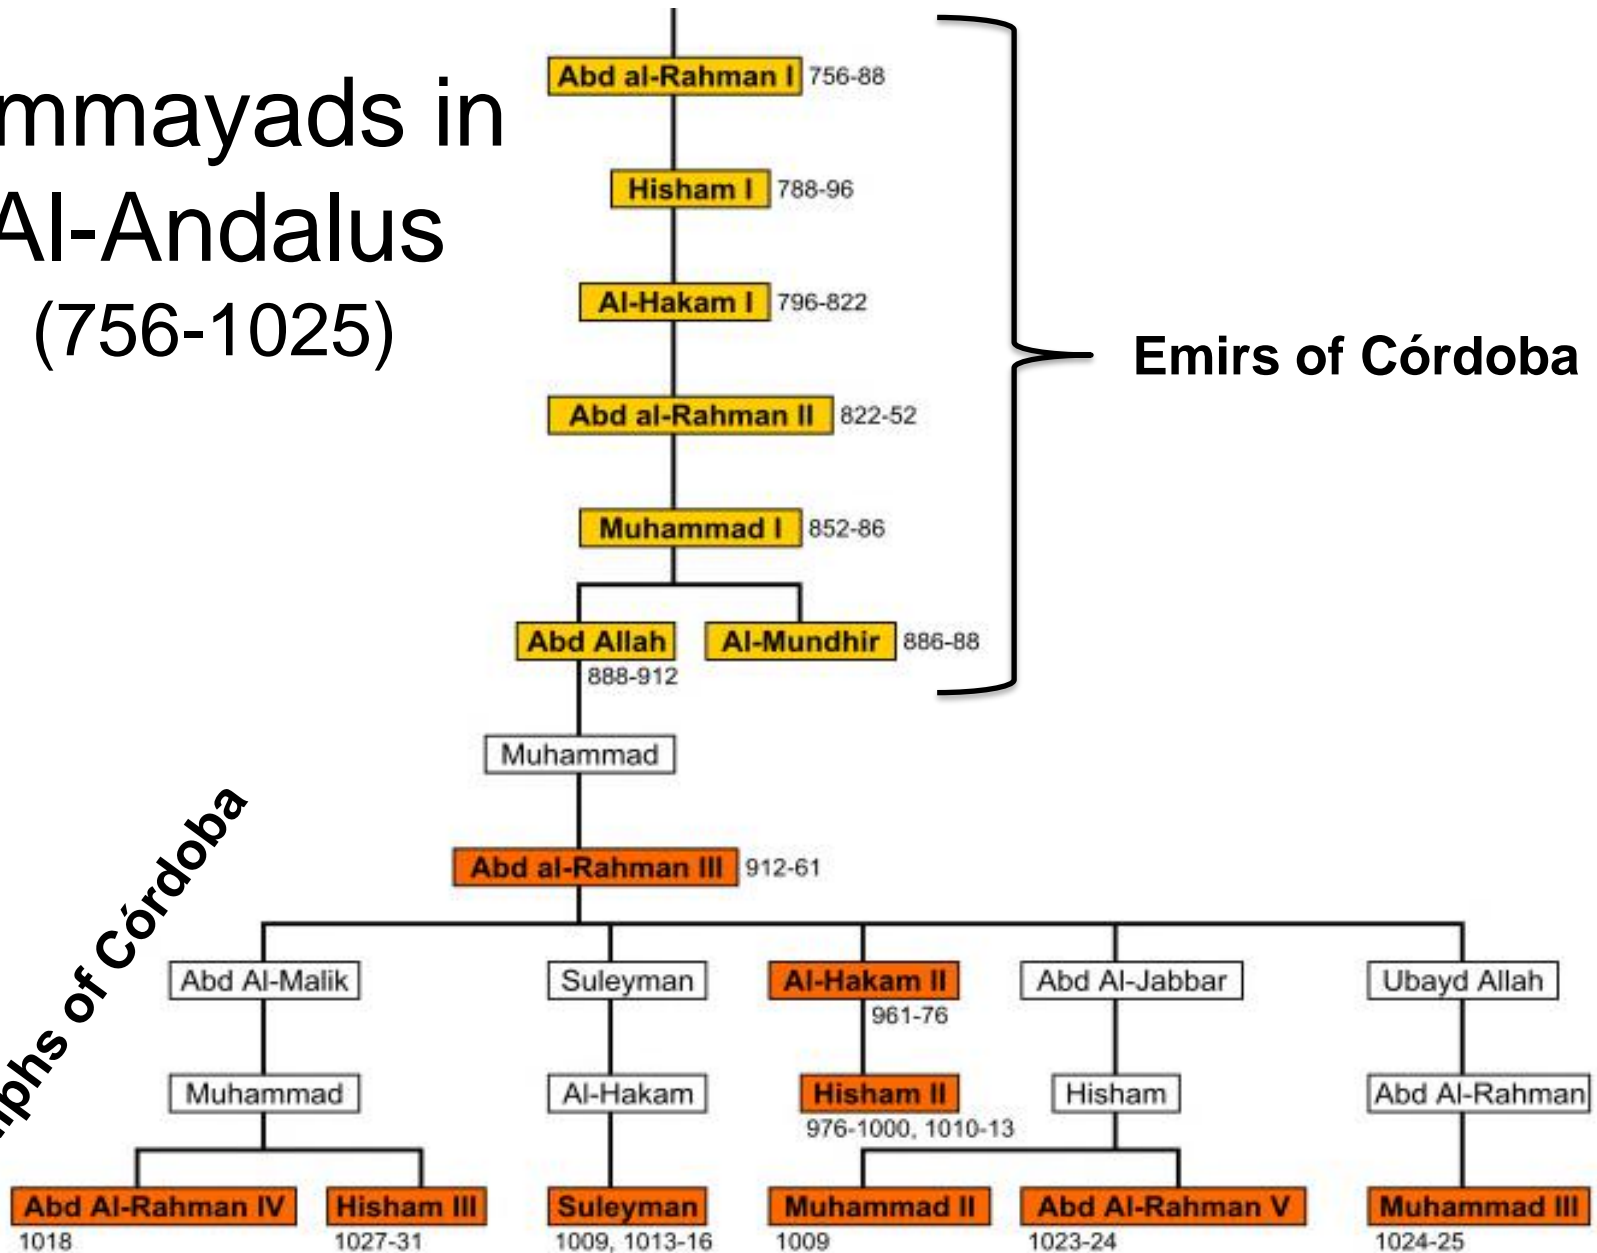 mmayads in
Al-Andalus
(756-1025)
Abd al-Rahman I 756-88
Hisham I 788-96
Al-Hakam I 796-822
Emirs of Córdoba
Abd al-Rahman II 822-52
Muhammad I 852-86
Abd Allah Al-Mundhir 886-88
888-912
Muhammad
Abd al-Rahman III 912-61
iphs of Córdoba
Abd Al-Malik Suleyman Al-Hakam II Abd Al-Jabbar Ubayd Allah
961-76
Muhammad Al-Hakam Hisham II Hisham Abd Al-Rahman
976-1000, 1010-13
Abd Al-Rahman IV Hisham III Suleyman Muhammad II Abd Al-Rahman V Muhammad III
1018 1027-31 1009, 1013-16 1009 1023-24 1024-25